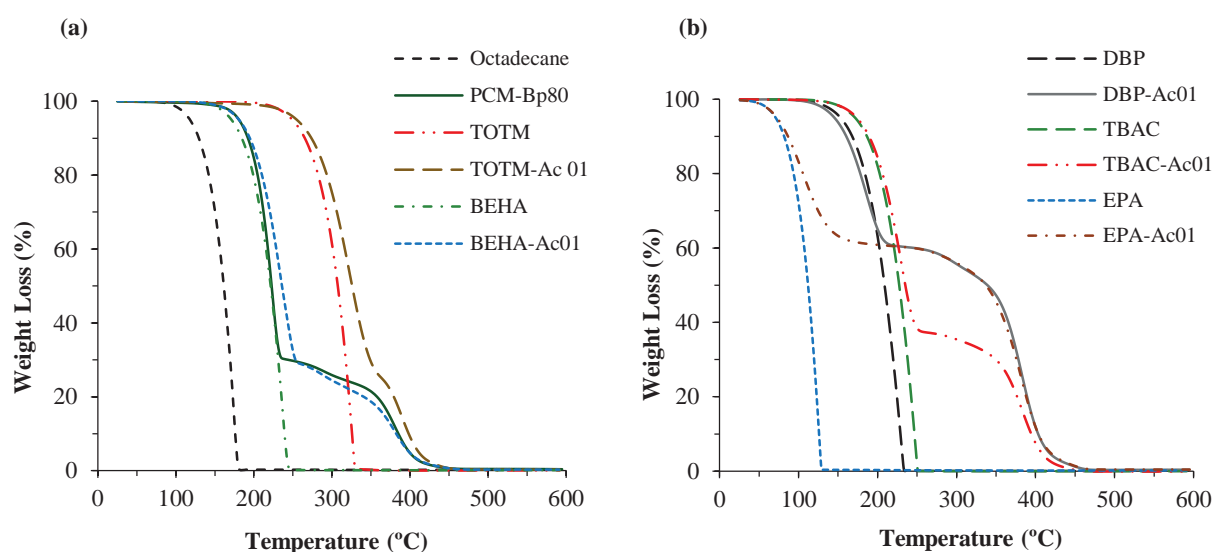 (a)
Octadecane
PCM-Bp80
TOTM
TOTM-Ac 01
BEHA
BEHA-Ac01
Weight Loss (%)
100
80
60
40
20
0
0 100 200 300 400 500 600
Temperature (ºC)
(b)
DBP
DBP-Ac01
TBAC
TBAC-Ac01
EPA
EPA-Ac01
Weight Loss (%)
100
80
60
40
20
0
0 100 200 300 400 500 600
Temperature (ºC)